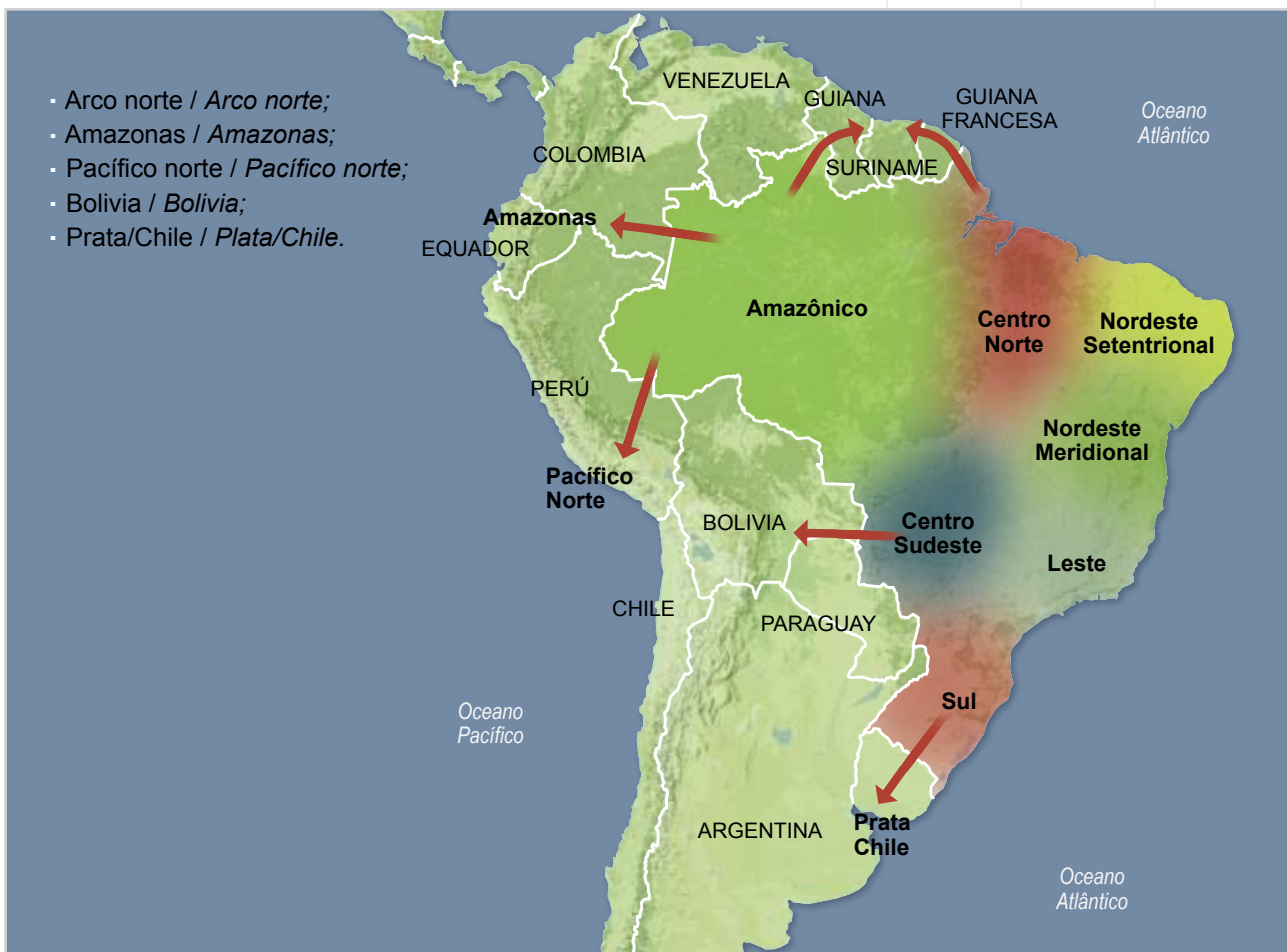 ▪ Arco norte / Arco norte;
▪ Amazonas / Amazonas;
▪ Pacífico norte / Pacífico norte;
▪ Bolivia / Bolivia;
▪ Prata/Chile / Plata/Chile.
VENEZUELA
GUIANA
GUIANA
FRANCESA
Oceano
Atlântico
COLOMBIA
SURINAME
Amazonas
EQUADOR
Amazônico
Centro
Norte
Nordeste
Setentrional
PERÚ
Nordeste
Meridional
Pacífico
Norte
BOLIVIA
Centro
Sudeste
Leste
CHILE
PARAGUAY
Sul
Oceano
Pacífico
ARGENTINA
Prata
Chile
Oceano
Atlântico